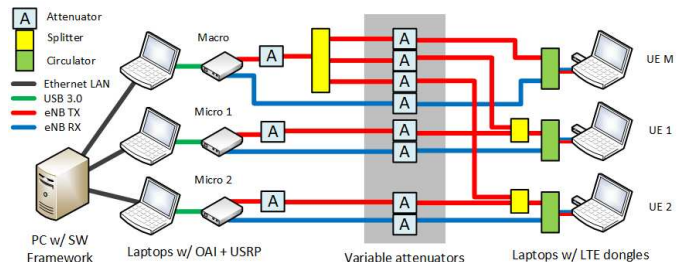 A Attenuator
Splitter
Circulator
Ethernet LAN
USB 3.0
eNB TX
eNB RX
Macro
A
A
A
A
A
UE M
Micro 1
A
A
A
UE 1
Micro 2
A
A
A
UE 2
PC w/ SW
Framework
Laptops w/ OAI + USRP
Variable attenuators
Laptops w/ LTE dongles